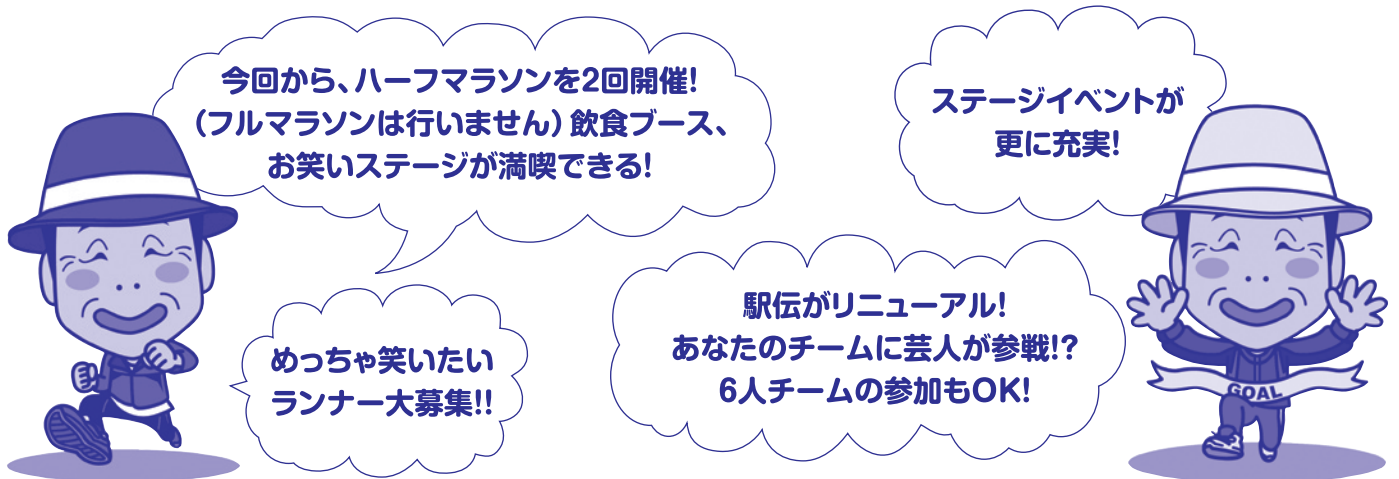 今回から、ハーフマラソンを2回開催!
(フルマラソンは行いません)飲食ブース、
お笑いステージが満喫できる!
ステージイベントが
更に充実!
めっちゃ笑いたい
ランナー大募集!!
駅伝がリニューアル!
あなたのチームに芸人が参戦!?
6人チームの参加もOK!
GOAL